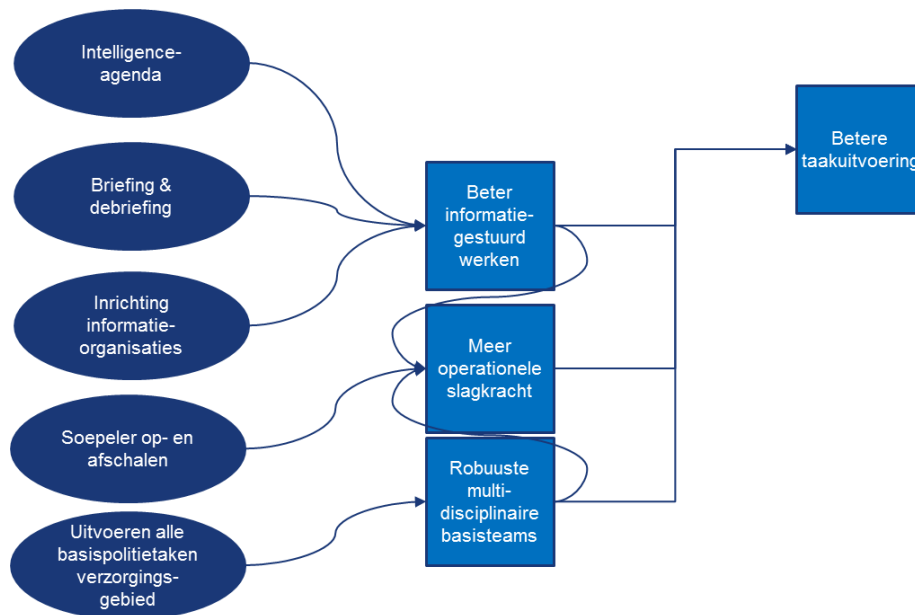 Intelligence-
agenda
Briefing &
debriefing
Inrichting
informatie-
organisaties
Soepeler op- en
afschalen
Uitvoeren alle
basispolitietaken
verzorgings-
gebied
Beter
informatie-
gestuurd
werken
Meer
operationele
slagkracht
Robuuste
multi-
disciplinaire
basisteams
Betere
taakuitvoering